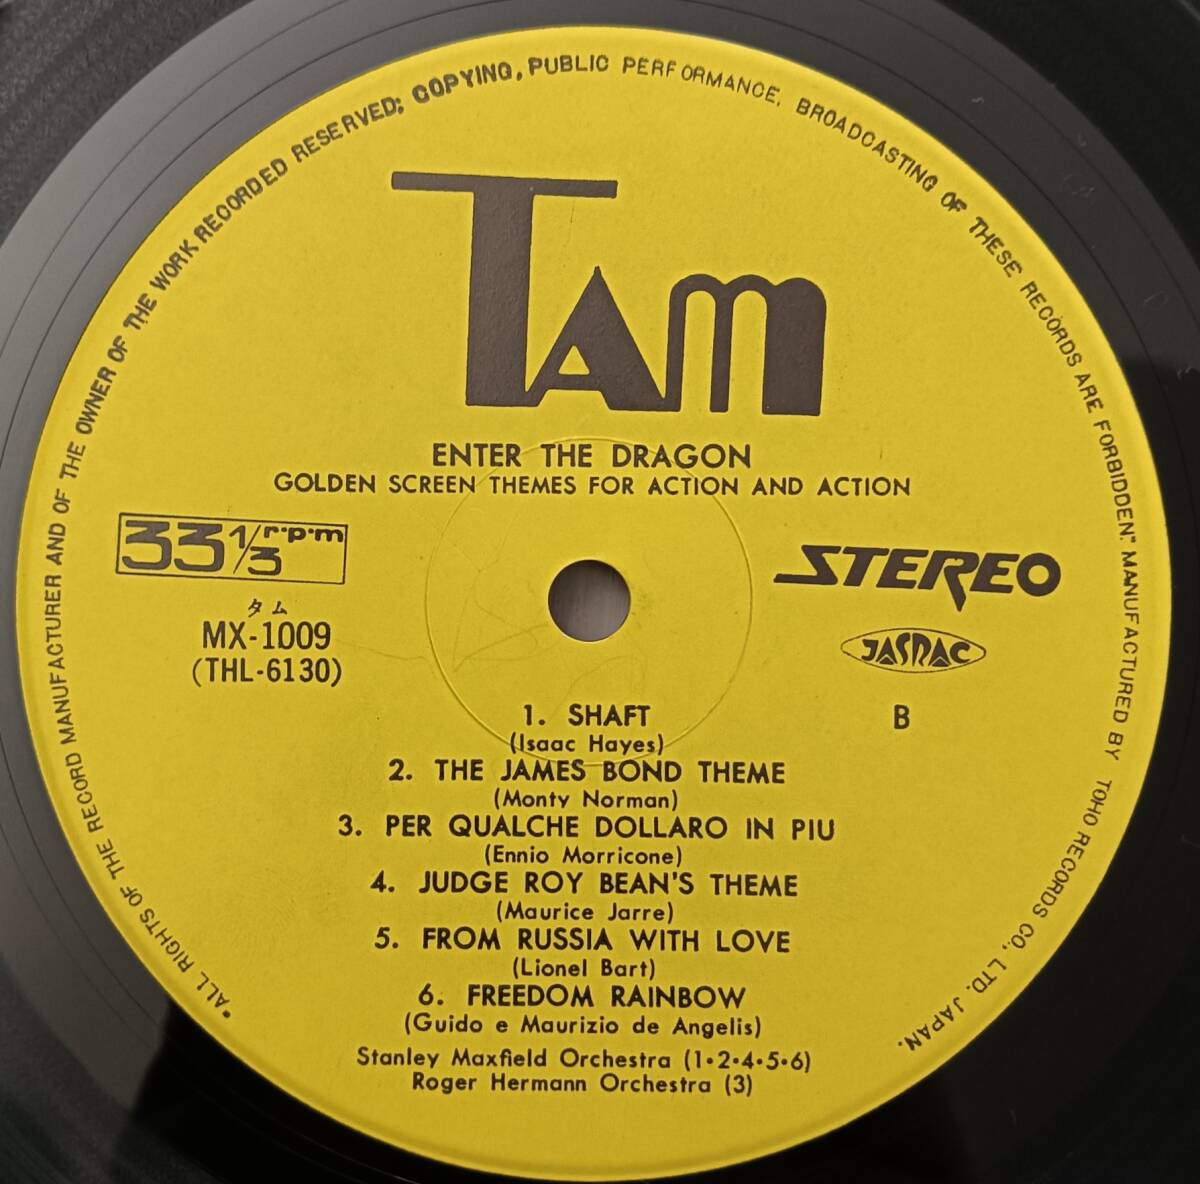 "ALL RIGHTS OF THE RECORD MANUFACTURER AND OF THE OWNER OF THE WORK RECORDED RESERVED; COPYING, PUBLIC PERFORMANCE, BROADCASTING OF THESE RECORDS ARE FORBIDDEN." MANUFACTURED BY TOHO RECORDS CO., LTD. JAPAN.
TAM
ENTER THE DRAGON
GOLDEN SCREEN THEMES FOR ACTION AND ACTION
33 1/3 r·p·m
STEREO
タム
MX-1009
(THL-6130)
JASRAC
B
1. SHAFT
(Isaac Hayes)
2. THE JAMES BOND THEME
(Monty Norman)
3. PER QUALCHE DOLLARO IN PIU
(Ennio Morricone)
4. JUDGE ROY BEAN'S THEME
(Maurice Jarre)
5. FROM RUSSIA WITH LOVE
(Lionel Bart)
6. FREEDOM RAINBOW
(Guido e Maurizio de Angelis)
Stanley Maxfield Orchestra (1·2·4·5·6)
Roger Hermann Orchestra (3)